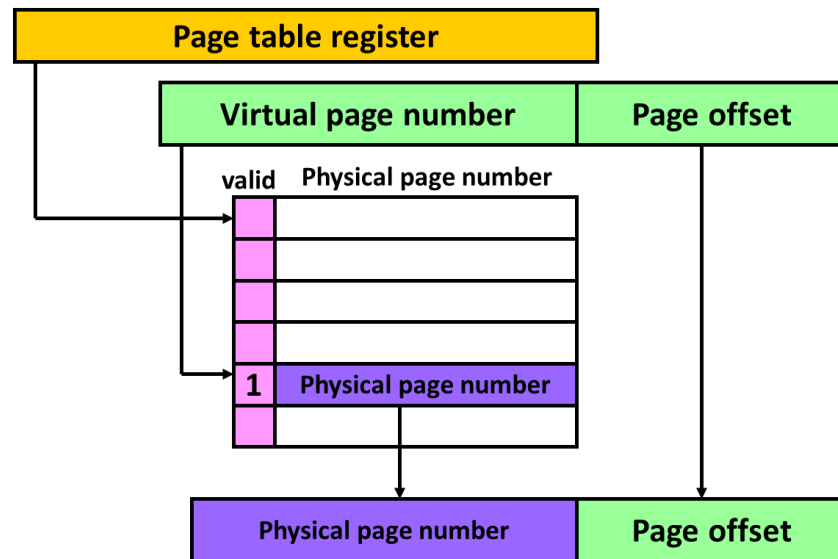 Page table register
Virtual page number Page offset
valid Physical page number
1 Physical page number
Physical page number Page offset